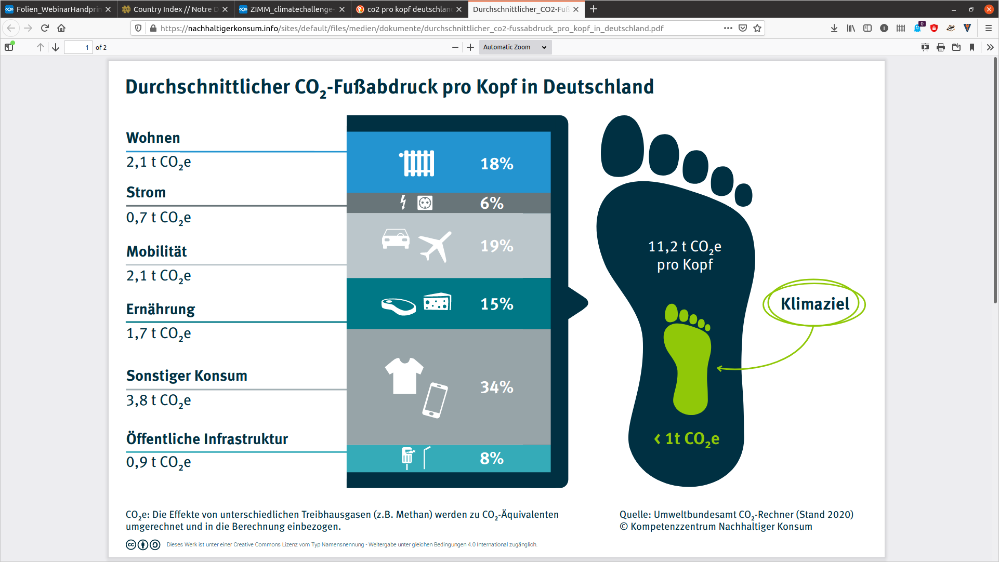 Folien_WebinarHandprin
Country Index // Notre D
ZIMM_climatechallenge-
co2 pro kopf deutschlan
Durchschnittlicher_CO2-Fuß
https://nachhaltigerkonsum.info/sites/default/files/medien/dokumente/durchschnittlicher_co2-fussabdruck_pro_kopf_in_deutschland.pdf
0
1 of 2
Automatic Zoom
Durchschnittlicher CO₂-Fußabdruck pro Kopf in Deutschland
Wohnen
2,1 t CO₂e
18%
Strom
0,7 t CO₂e
6%
Mobilität
2,1 t CO₂e
19%
Ernährung
1,7 t CO₂e
15%
Sonstiger Konsum
3,8 t CO₂e
34%
Öffentliche Infrastruktur
0,9 t CO₂e
8%
11,2 t CO₂e
pro Kopf
Klimaziel
< 1t CO₂e
CO₂e: Die Effekte von unterschiedlichen Treibhausgasen (z.B. Methan) werden zu CO₂-Äquivalenten
umgerechnet und in die Berechnung einbezogen.
Quelle: Umweltbundesamt CO₂-Rechner (Stand 2020)
© Kompetenzzentrum Nachhaltiger Konsum
cc Dieses Werk ist unter einer Creative Commons Lizenz vom Typ Namensnennung - Weitergabe unter gleichen Bedingungen 4.0 International zugänglich.